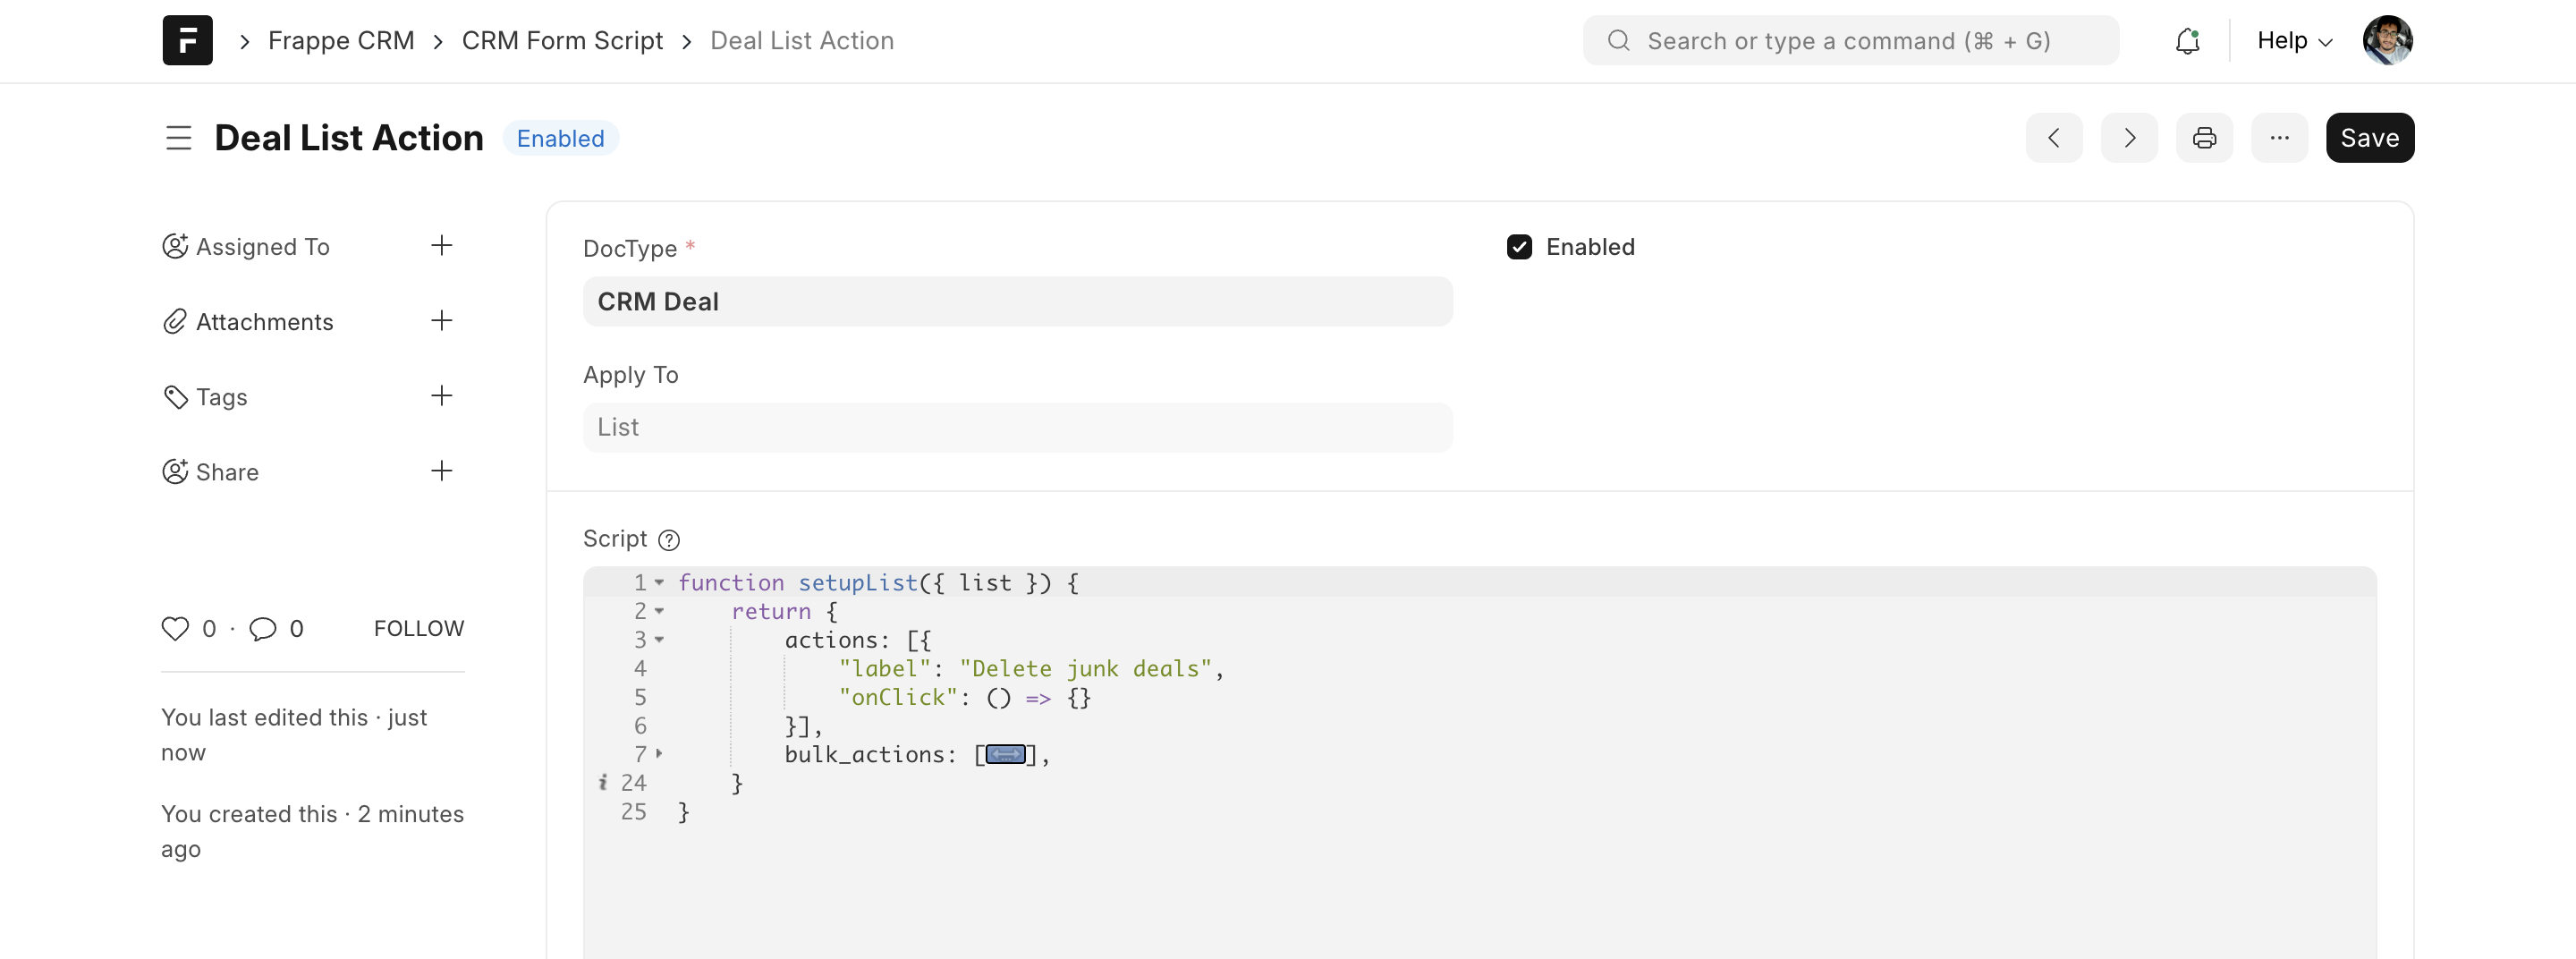 Frappe CRM > CRM Form Script > Deal List Action
Search or type a command (⌘ + G)
Help
Deal List Action
Enabled
Save
Assigned To
Attachments
Tags
Share
0 · 0 FOLLOW
You last edited this · just
now
You created this · 2 minutes
ago
DocType *
CRM Deal
Enabled
Apply To
List
Script
1 function setupList({ list }) {
2 return {
3 actions: [{
4 "label": "Delete junk deals",
5 "onClick": () => {}
6 }],
7 bulk_actions: [...],
24 }
25 }